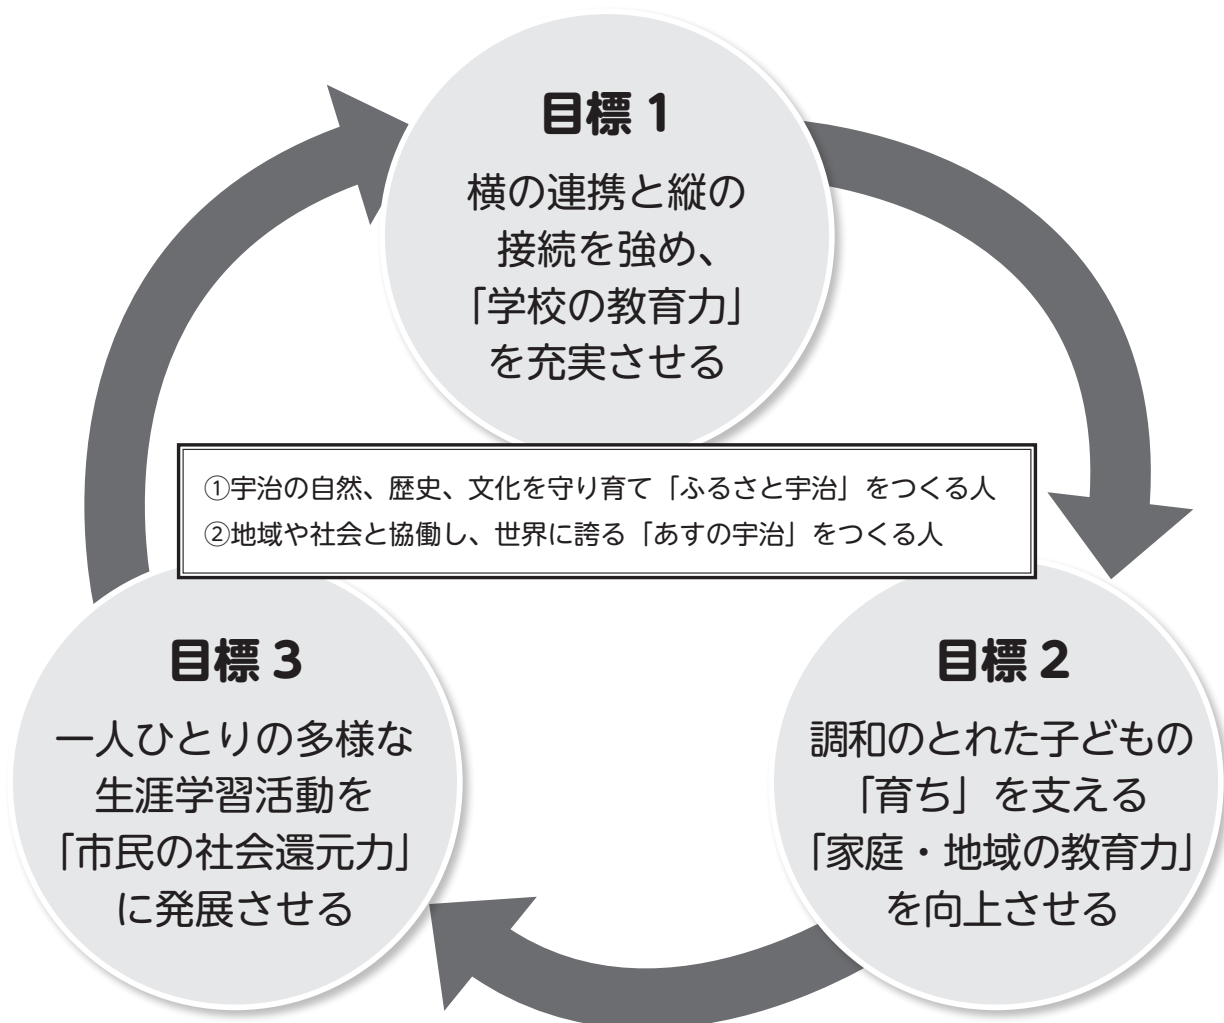 目標 1
横の連携と縦の
接続を強め、
「学校の教育力」
を充実させる
①宇治の自然、歴史、文化を守り育て「ふるさと宇治」をつくる人
②地域や社会と協働し、世界に誇る「あすの宇治」をつくる人
目標 3
一人ひとりの多様な
生涯学習活動を
「市民の社会還元力」
に発展させる
目標 2
調和のとれた子どもの
「育ち」を支える
「家庭・地域の教育力」
を向上させる